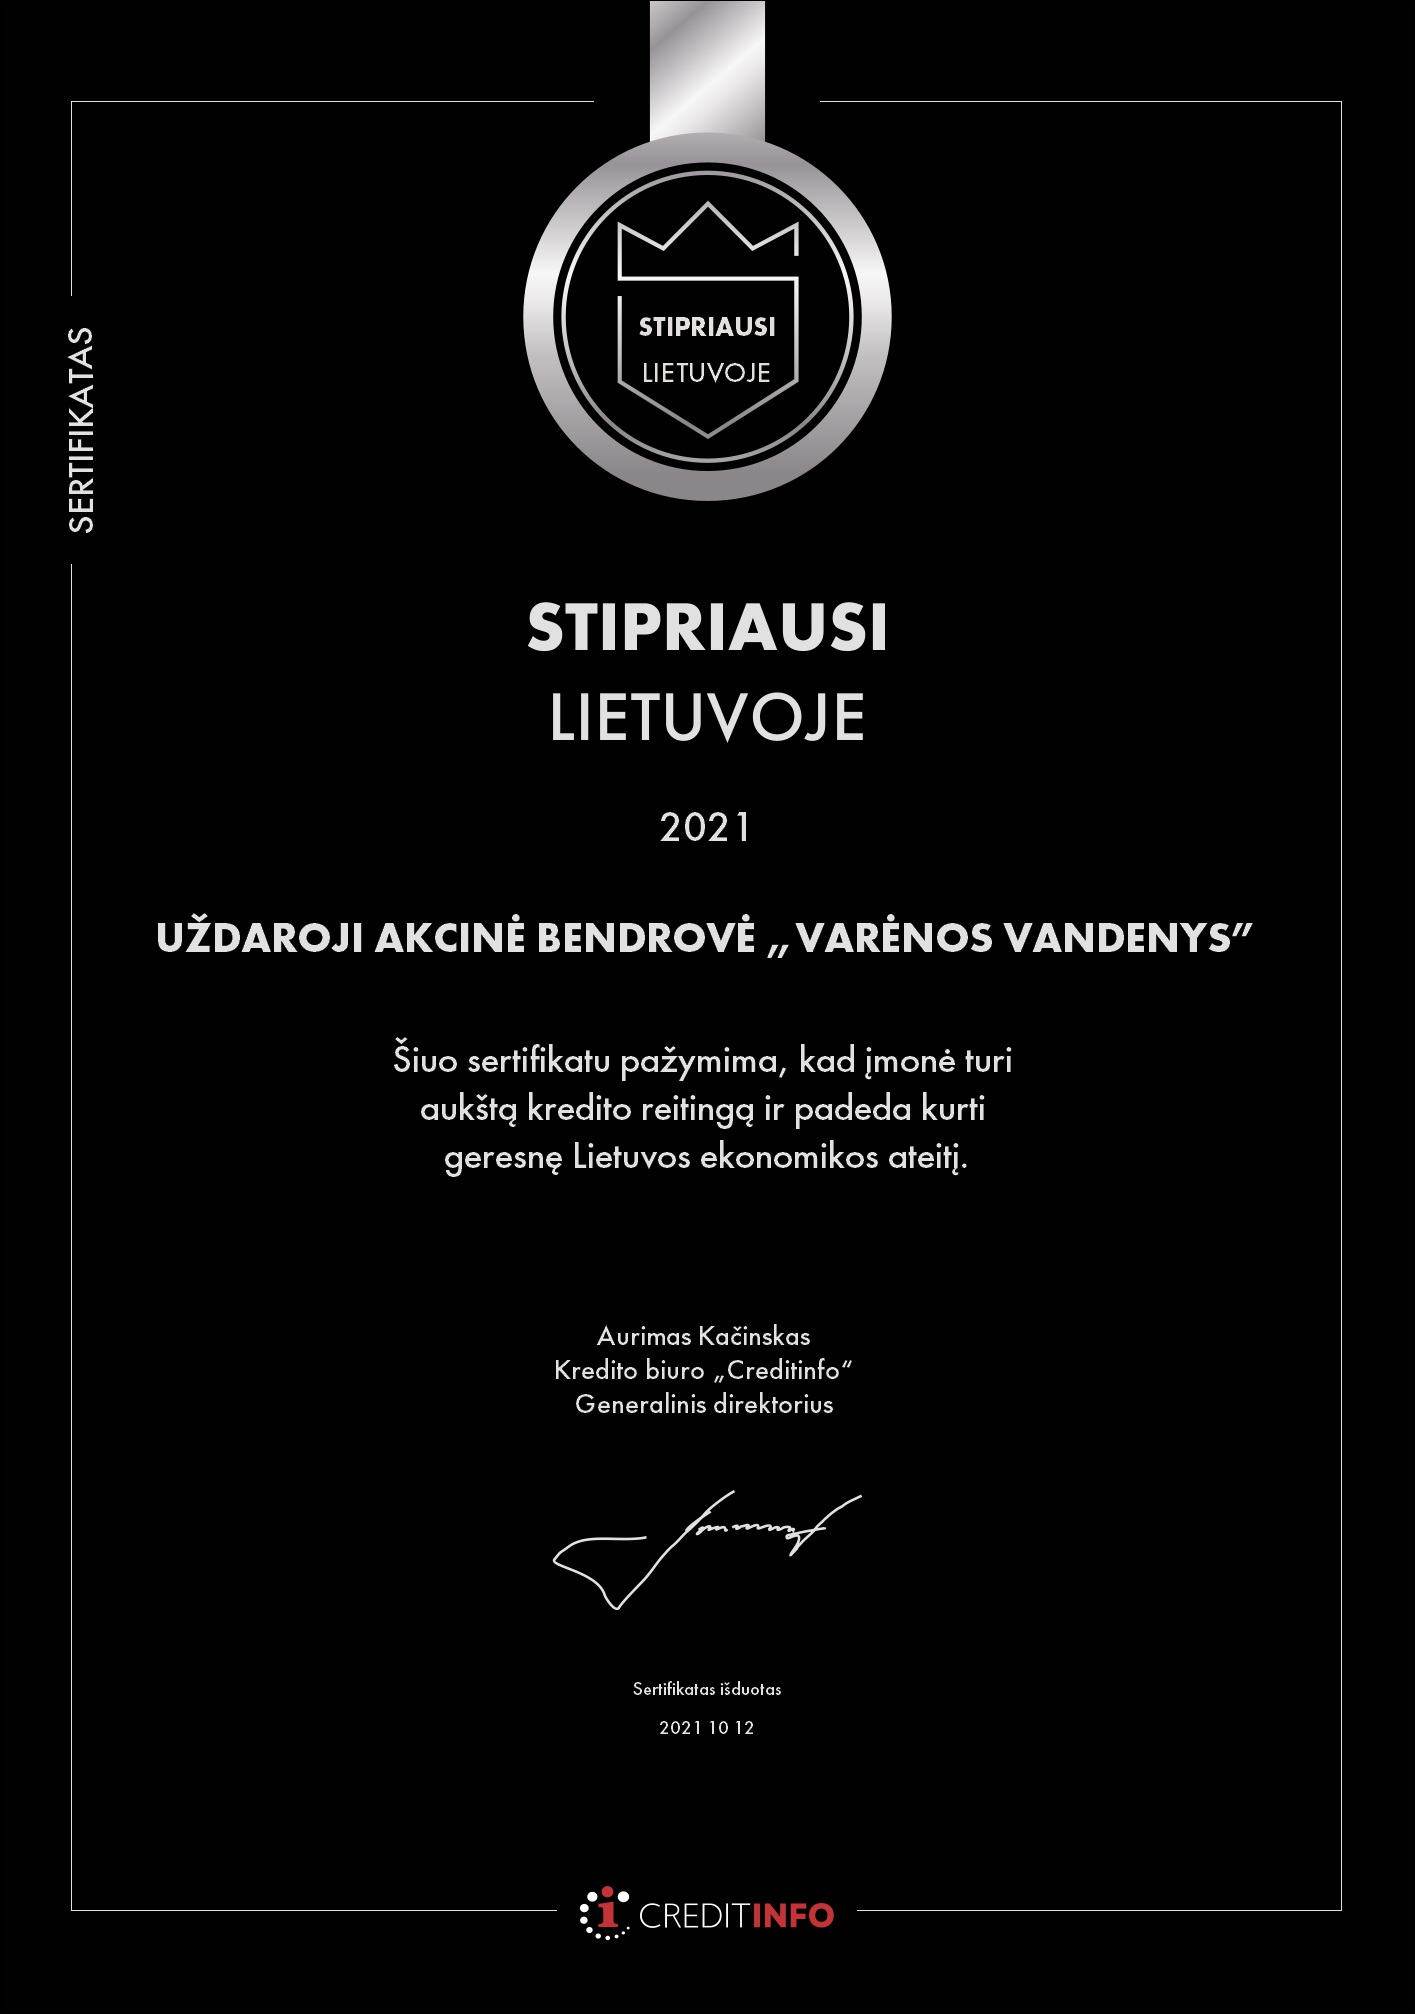 STIPRIAUSI
LIETUVOJE
SERTIFIKATAS
STIPRIAUSI
LIETUVOJE
2021
UŽDAROJI AKCINĖ BENDROVĖ ,,VARĖNOS VANDENYS”
Šiuo sertifikatu pažymima, kad įmonė turi
aukštą kredito reitingą ir padeda kurti
geresnę Lietuvos ekonomikos ateitį.
Aurimas Kačinskas
Kredito biuro „Creditinfo“
Generalinis direktorius
Sertifikatas išduotas
2021 10 12
CREDITINFO